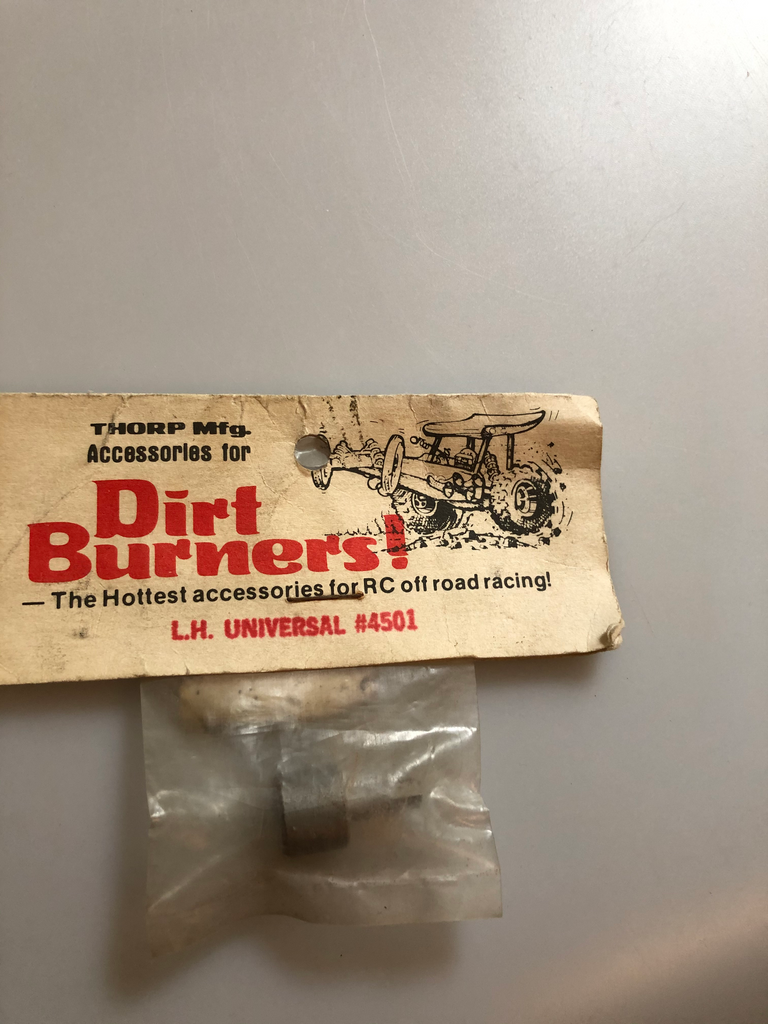 THORP Mfg.
Accessories for
Dirt
Burners!
— The Hottest accessories for RC off road racing!
L.H. UNIVERSAL #4501